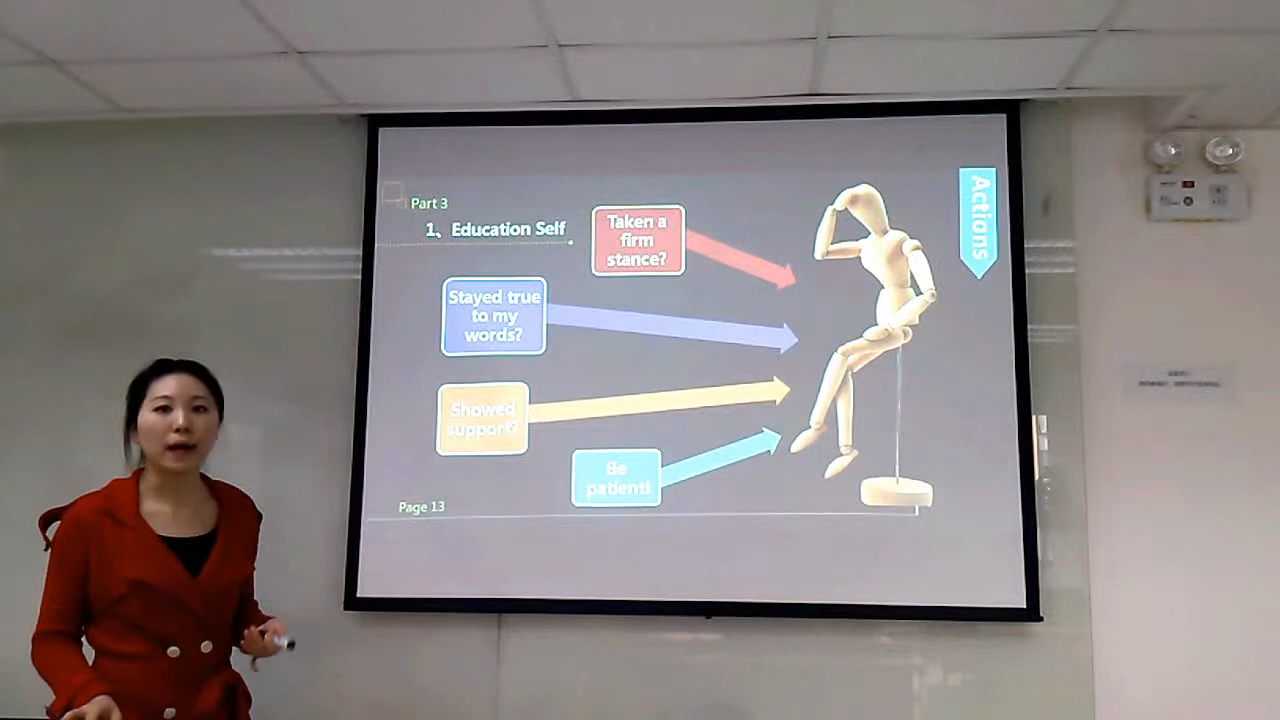 Part 3
1、Education Self
Taken a
firm
stance?
Actions
Stayed true
to my
words?
Showed
support?
Be
patient!
Page 13